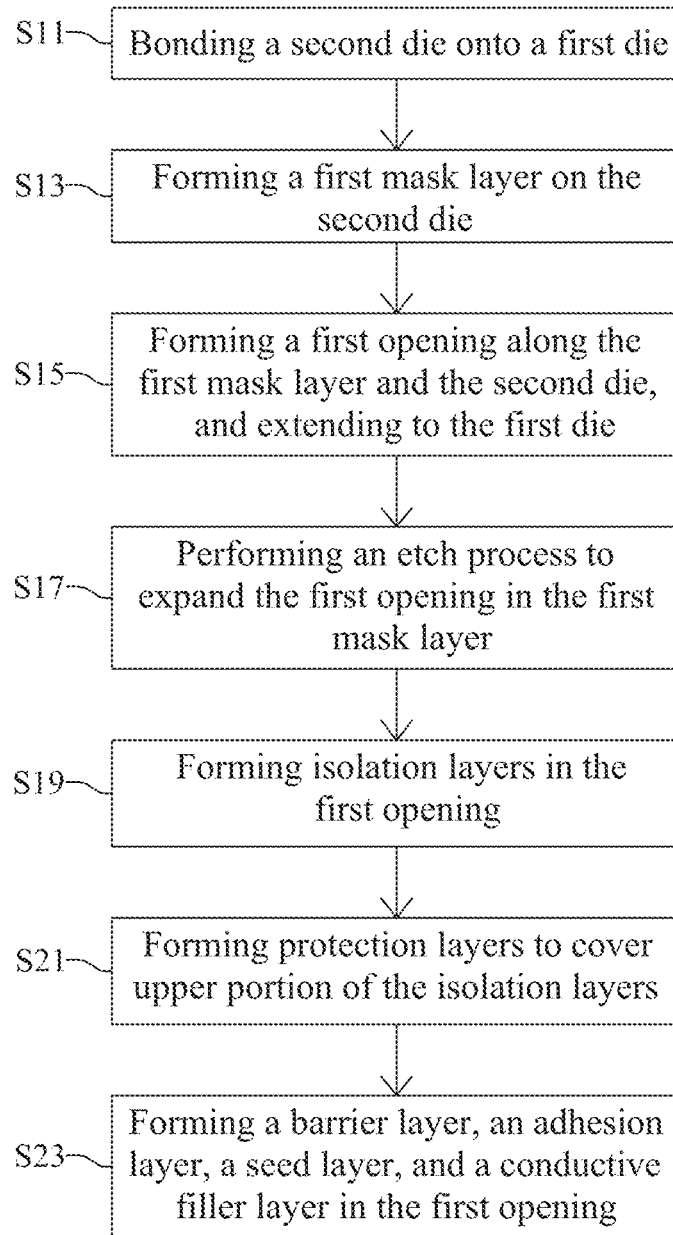 S11
Bonding a second die onto a first die
S13
Forming a first mask layer on the
second die
S15
Forming a first opening along the
first mask layer and the second die,
and extending to the first die
S17
Performing an etch process to
expand the first opening in the first
mask layer
S19
Forming isolation layers in the
first opening
S21
Forming protection layers to cover
upper portion of the isolation layers
S23
Forming a barrier layer, an adhesion
layer, a seed layer, and a conductive
filler layer in the first opening